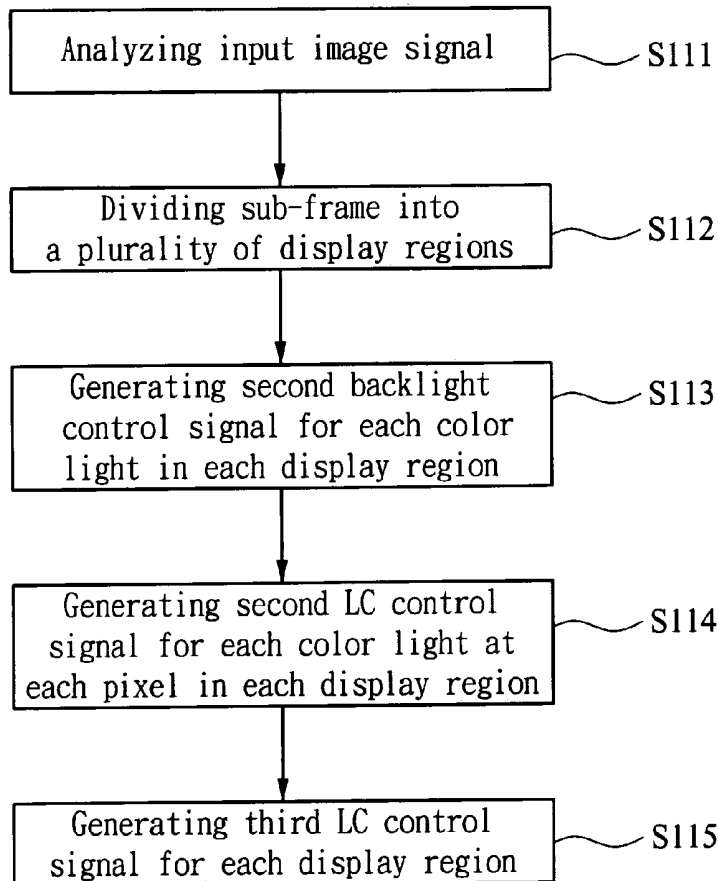 Analyzing input image signal
S111
Dividing sub-frame into
a plurality of display regions
S112
Generating second backlight
control signal for each color
light in each display region
S113
Generating second LC control
signal for each color light at
each pixel in each display region
S114
Generating third LC control
signal for each display region
S115